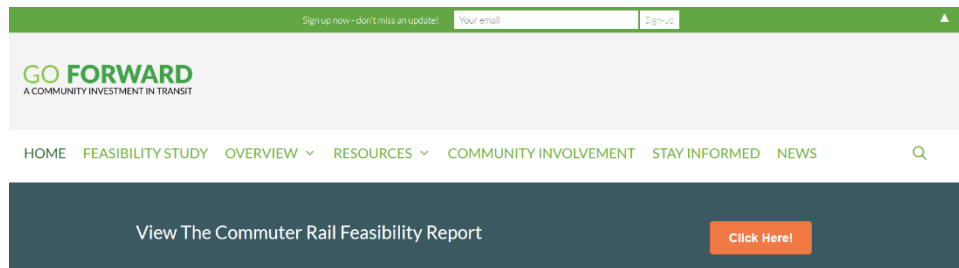 Sign up now - don't miss an update! Your email Sign-up
GO FORWARD
A COMMUNITY INVESTMENT IN TRANSIT
HOME FEASIBILITY STUDY OVERVIEW RESOURCES COMMUNITY INVOLVEMENT STAY INFORMED NEWS
View The Commuter Rail Feasibility Report Click Here!